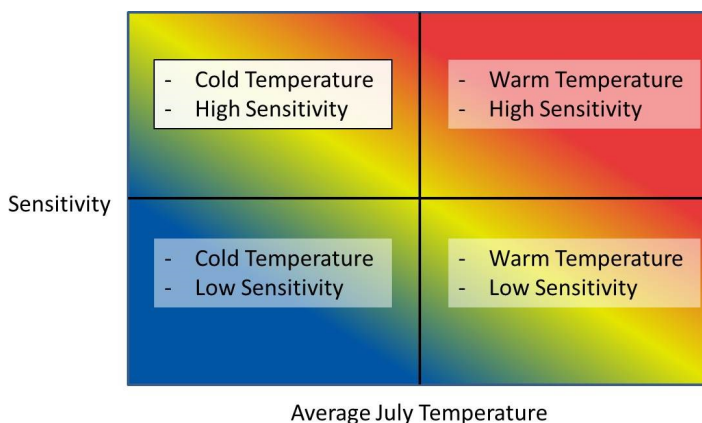 - Cold Temperature
- High Sensitivity
- Warm Temperature
- High Sensitivity
Sensitivity
- Cold Temperature
- Low Sensitivity
- Warm Temperature
- Low Sensitivity
Average July Temperature